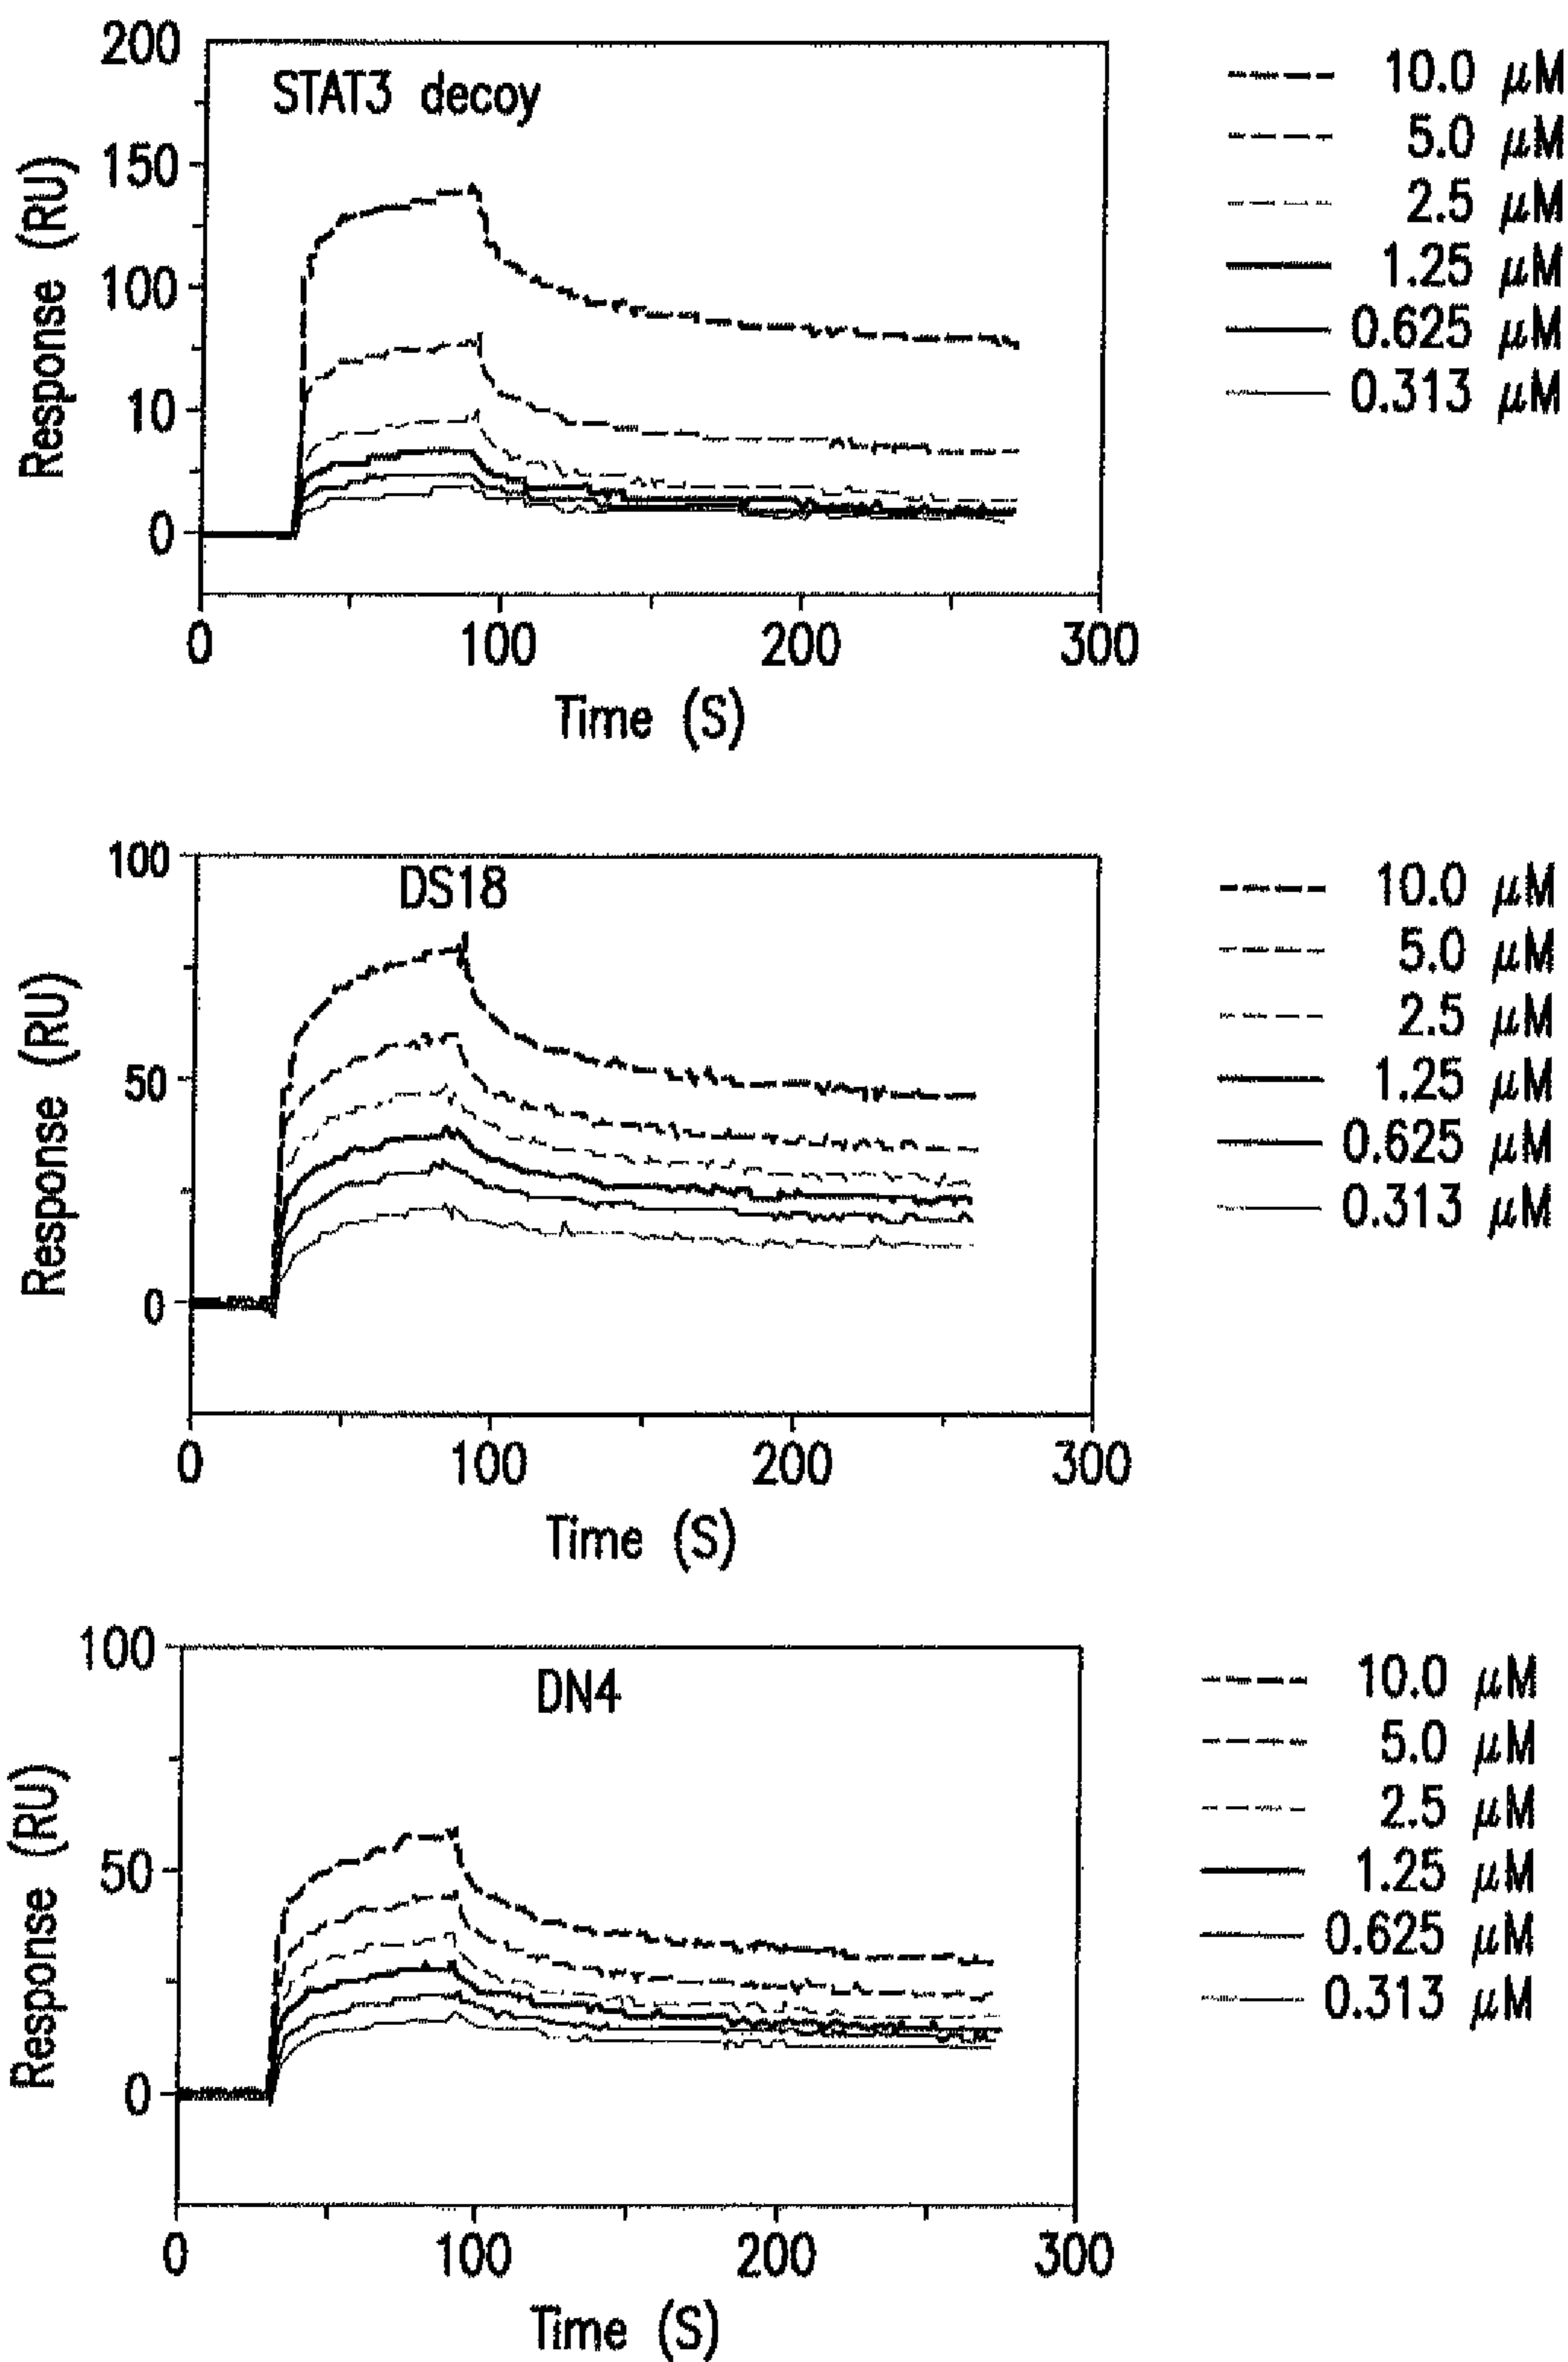 200
STAT3 decoy
150
100
10
0
Response (RU)
0 100 200 300
Time (S)
10.0 μM
5.0 μM
2.5 μM
1.25 μM
0.625 μM
0.313 μM
100
DS18
50
0
Response (RU)
0 100 200 300
Time (S)
10.0 μM
5.0 μM
2.5 μM
1.25 μM
0.625 μM
0.313 μM
100
DN4
50
0
Response (RU)
0 100 200 300
Time (S)
10.0 μM
5.0 μM
2.5 μM
1.25 μM
0.625 μM
0.313 μM